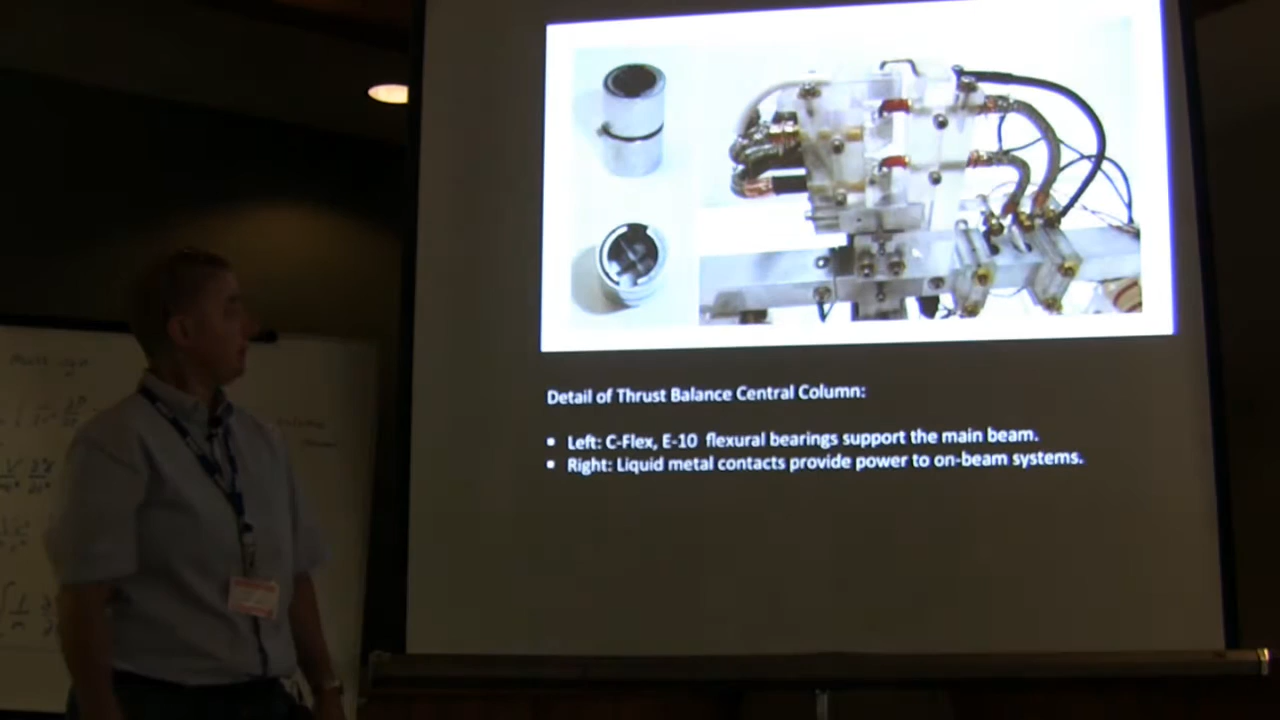 Detail of Thrust Balance Central Column:
▪ Left: C-Flex, E-10 flexural bearings support the main beam.
▪ Right: Liquid metal contacts provide power to on-beam systems.